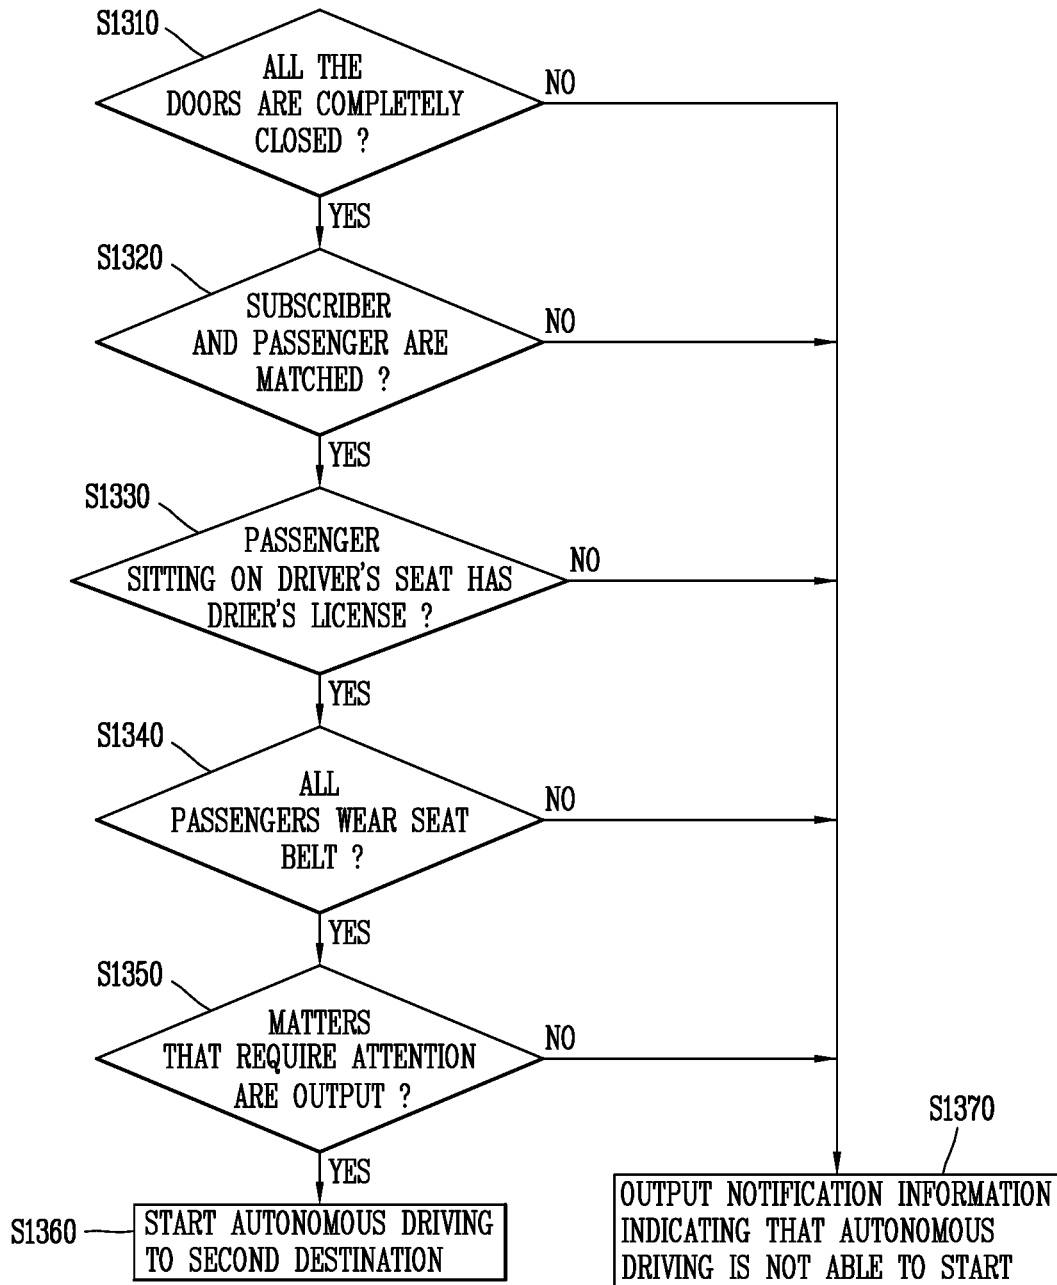 S1310
ALL THE
DOORS ARE COMPLETELY
CLOSED ?
NO
YES
S1320
SUBSCRIBER
AND PASSENGER ARE
MATCHED ?
NO
YES
S1330
PASSENGER
SITTING ON DRIVER'S SEAT HAS
DRIER'S LICENSE ?
NO
YES
S1340
ALL
PASSENGERS WEAR SEAT
BELT ?
NO
YES
S1350
MATTERS
THAT REQUIRE ATTENTION
ARE OUTPUT ?
NO
YES
S1360
START AUTONOMOUS DRIVING
TO SECOND DESTINATION
S1370
OUTPUT NOTIFICATION INFORMATION
INDICATING THAT AUTONOMOUS
DRIVING IS NOT ABLE TO START